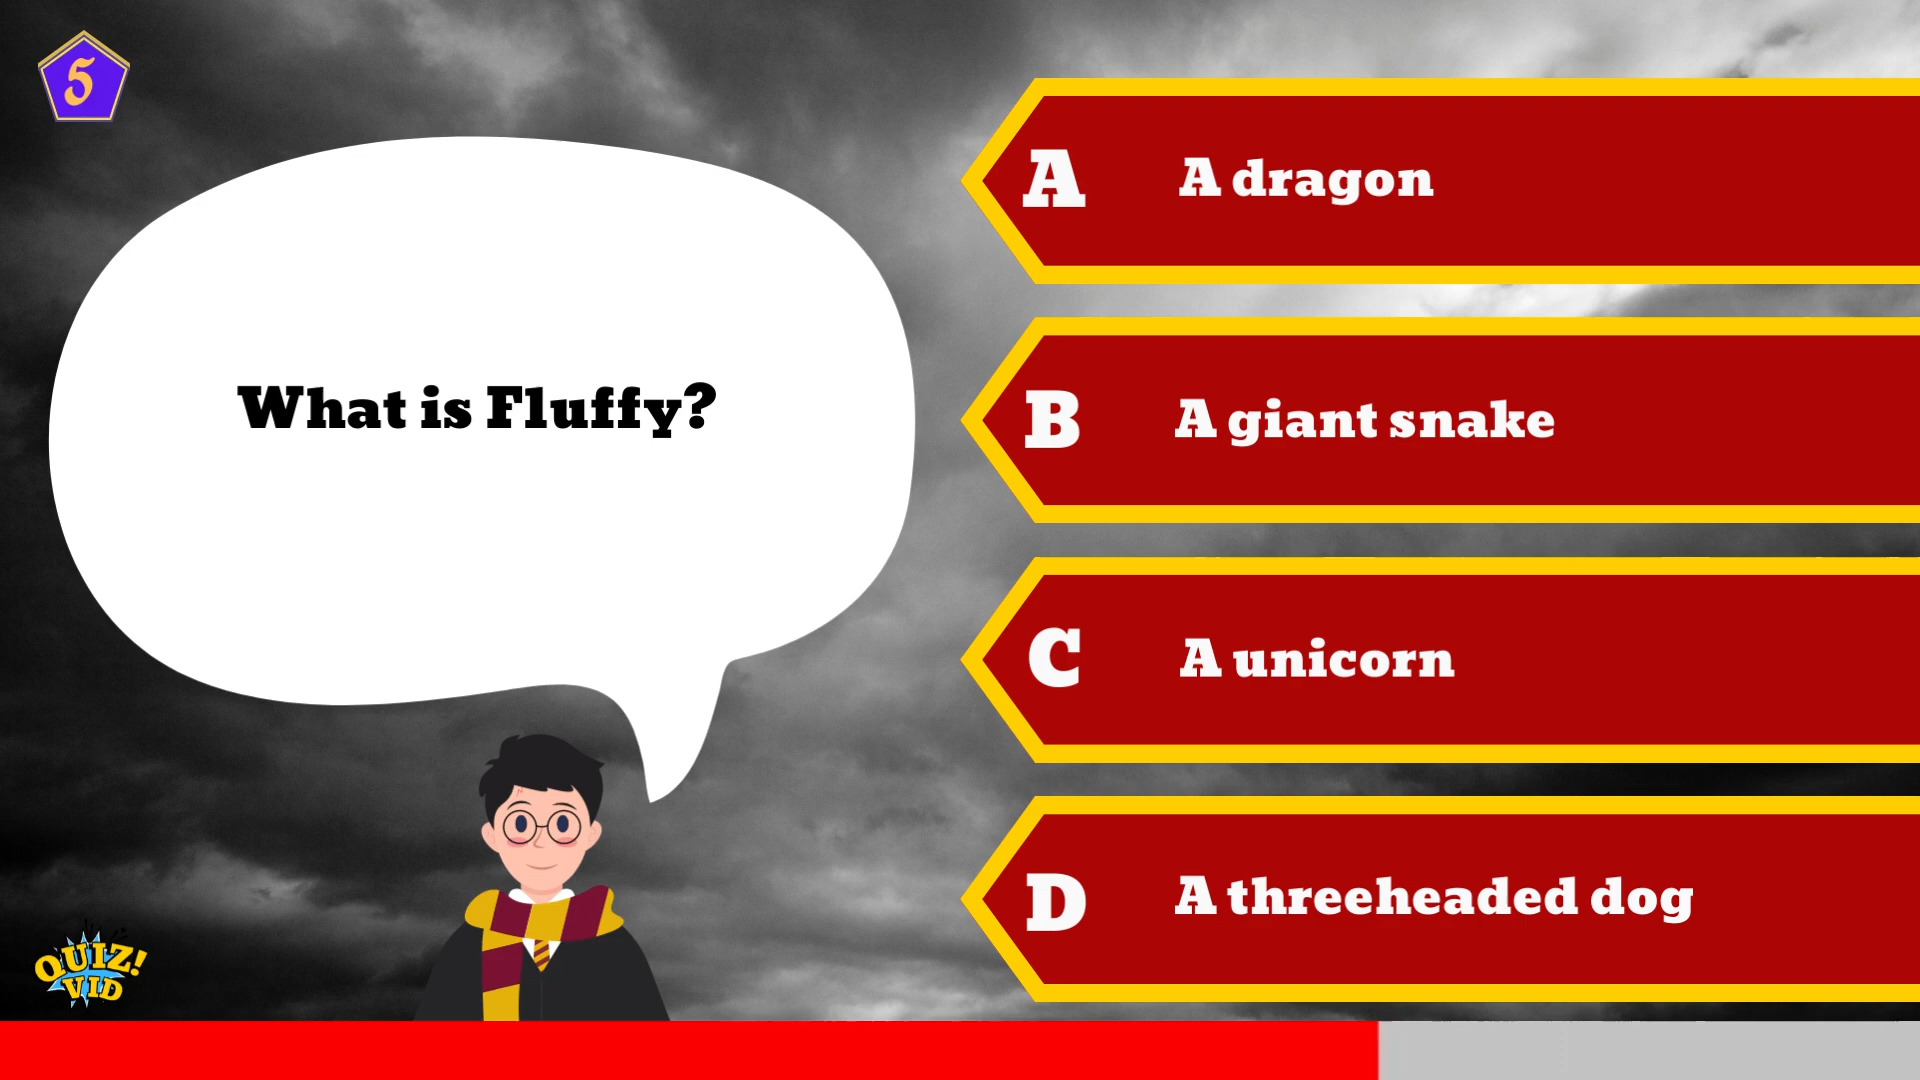 5
What is Fluffy?
A A dragon
B A giant snake
C A unicorn
D A threeheaded dog
QUIZ!
VID